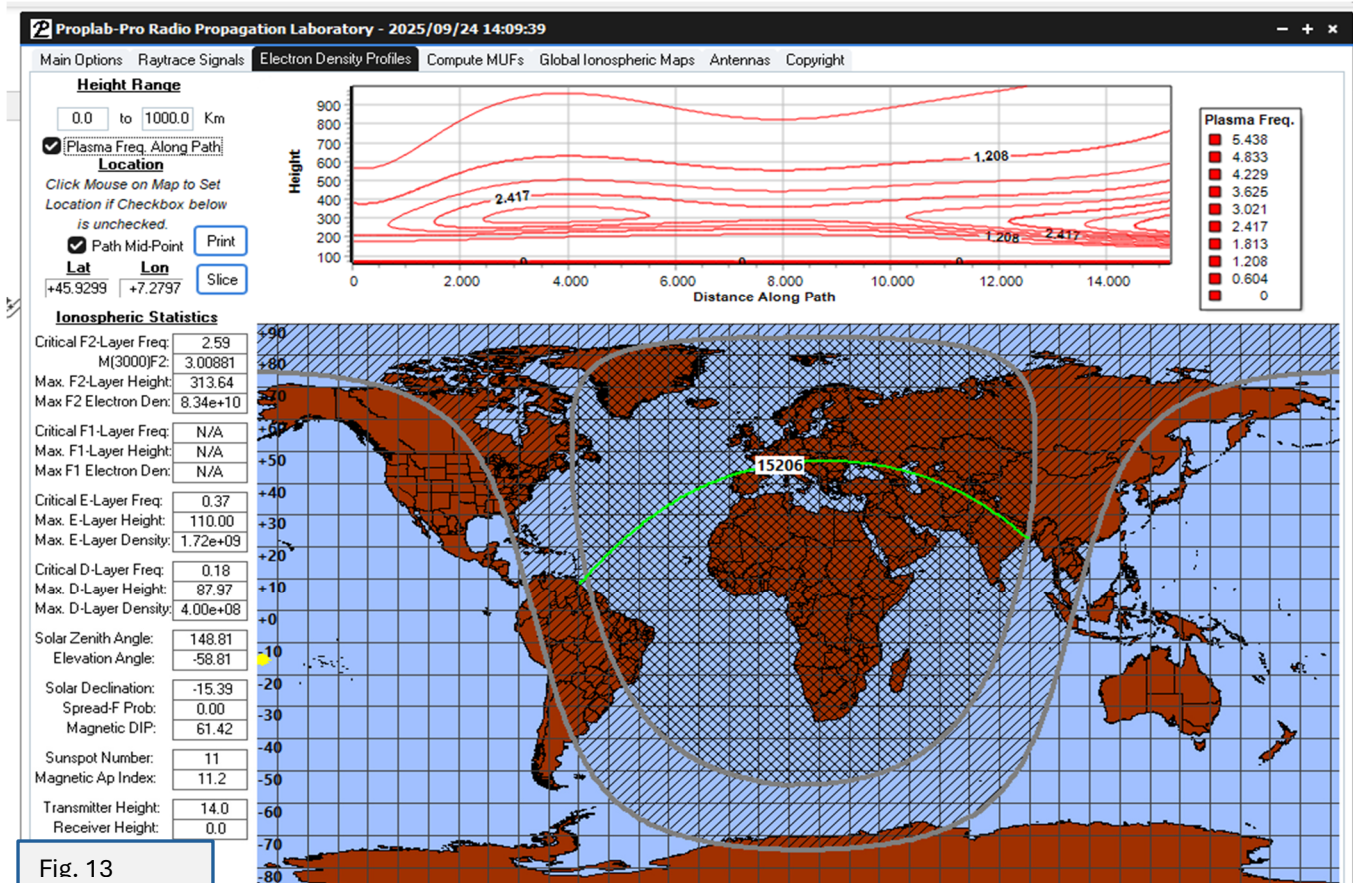 Proplab-Pro Radio Propagation Laboratory - 2025/09/24 14:09:39
Main Options Raytrace Signals Electron Density Profiles Compute MUFs Global Ionospheric Maps Antennas Copyright
Height Range
0.0 to 1000.0 Km
Plasma Freq. Along Path
Location
Click Mouse on Map to Set
Location if Checkbox below
is unchecked.
Path Mid-Point Print
Lat Lon
+45.9299 +7.2797 Slice
Ionospheric Statistics
Critical F2-Layer Freq: 2.59
M(3000)F2: 3.00881
Max. F2-Layer Height: 313.64
Max F2 Electron Den: 8.34e+10
Critical F1-Layer Freq: N/A
Max. F1-Layer Height: N/A
Max F1 Electron Den: N/A
Critical E-Layer Freq: 0.37
Max. E-Layer Height: 110.00
Max. E-Layer Density: 1.72e+09
Critical D-Layer Freq: 0.18
Max. D-Layer Height: 87.97
Max. D-Layer Density: 4.00e+08
Solar Zenith Angle: 148.81
Elevation Angle: -58.81
Solar Declination: -15.39
Spread-F Prob: 0.00
Magnetic DIP: 61.42
Sunspot Number: 11
Magnetic Ap Index: 11.2
Transmitter Height: 14.0
Receiver Height: 0.0
Fig. 13
Height
900
800
700
600
500
400
300
200
100
1.208
2.417
1.208 2.417
0 0 0
0 2.000 4.000 6.000 8.000 10.000 12.000 14.000
Distance Along Path
Plasma Freq.
5.438
4.833
4.229
3.625
3.021
2.417
1.813
1.208
0.604
0
+90
+80
+70
+60
+50
+40
+30
+20
+10
+0
-10
-20
-30
-40
-50
-60
-70
-80
15206